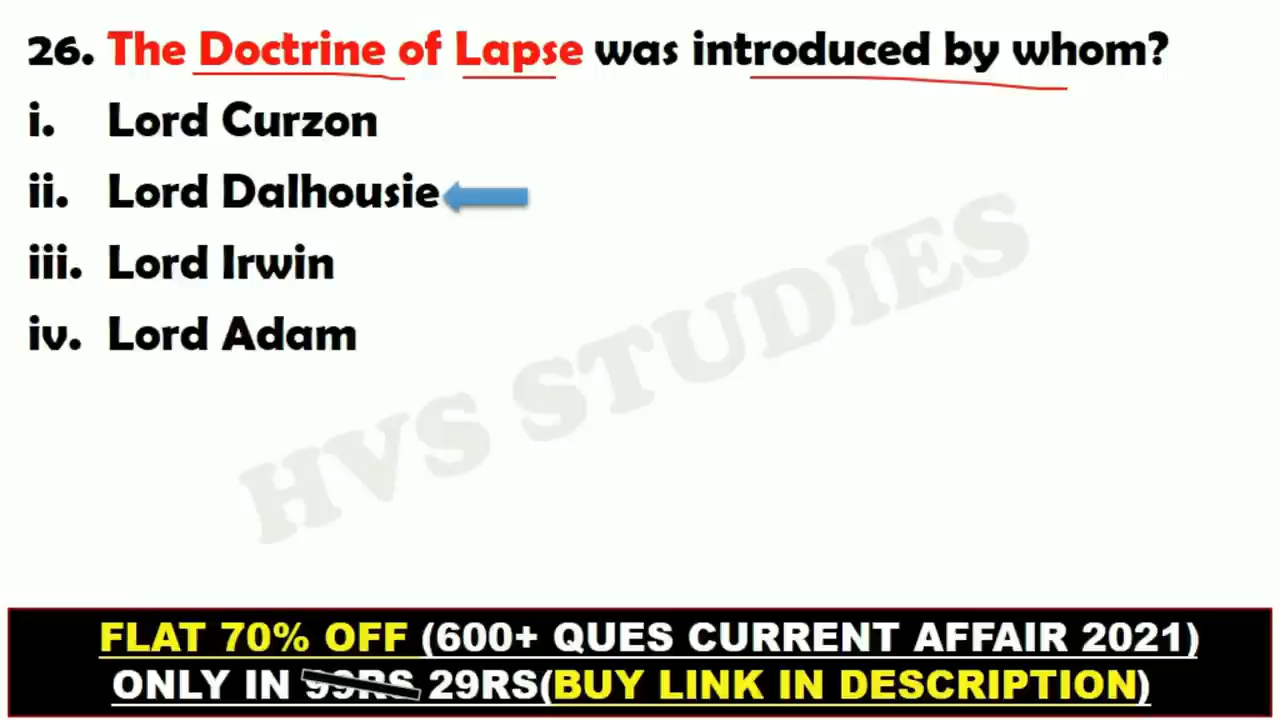 26. The Doctrine of Lapse was introduced by whom?
i. Lord Curzon
ii. Lord Dalhousie
iii. Lord Irwin
iv. Lord Adam
HVS STUDIES
FLAT 70% OFF (600+ QUES CURRENT AFFAIR 2021)
ONLY IN 99RS 29RS(BUY LINK IN DESCRIPTION)